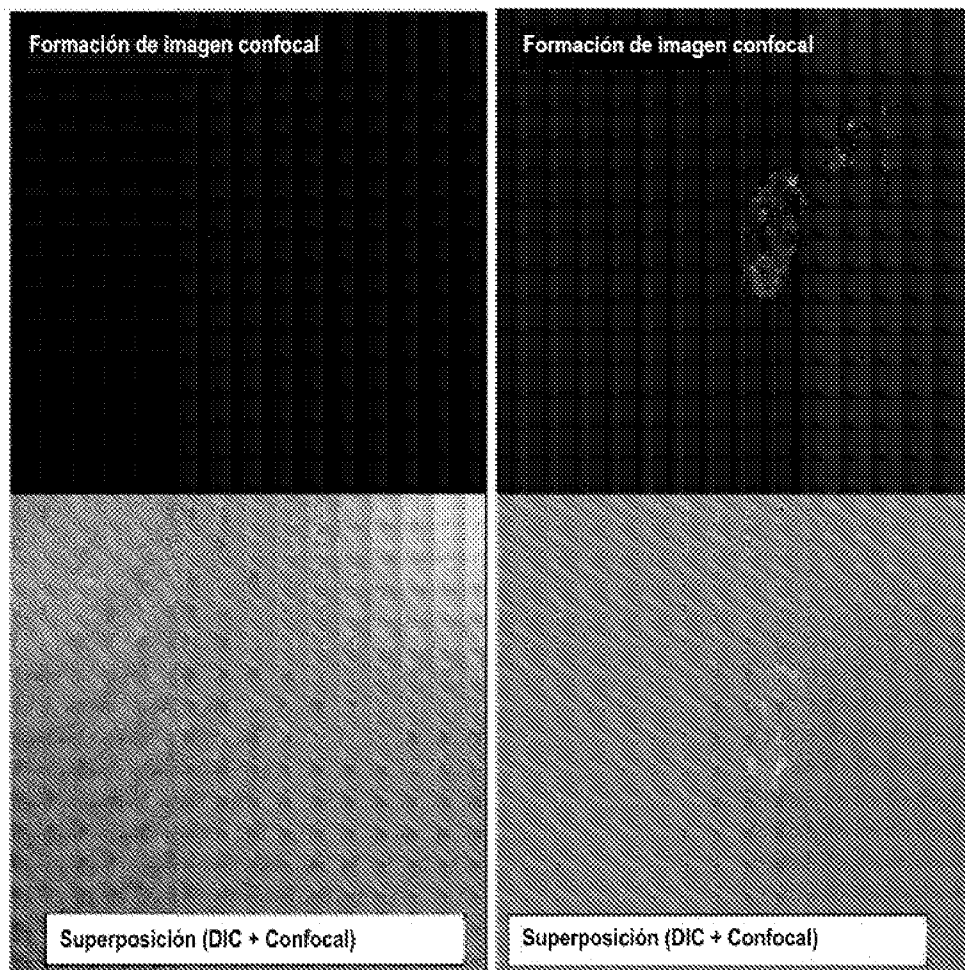 Formación de imagen confocal
Formación de imagen confocal
Superposición (DIC + Confocal)
Superposición (DIC + Confocal)